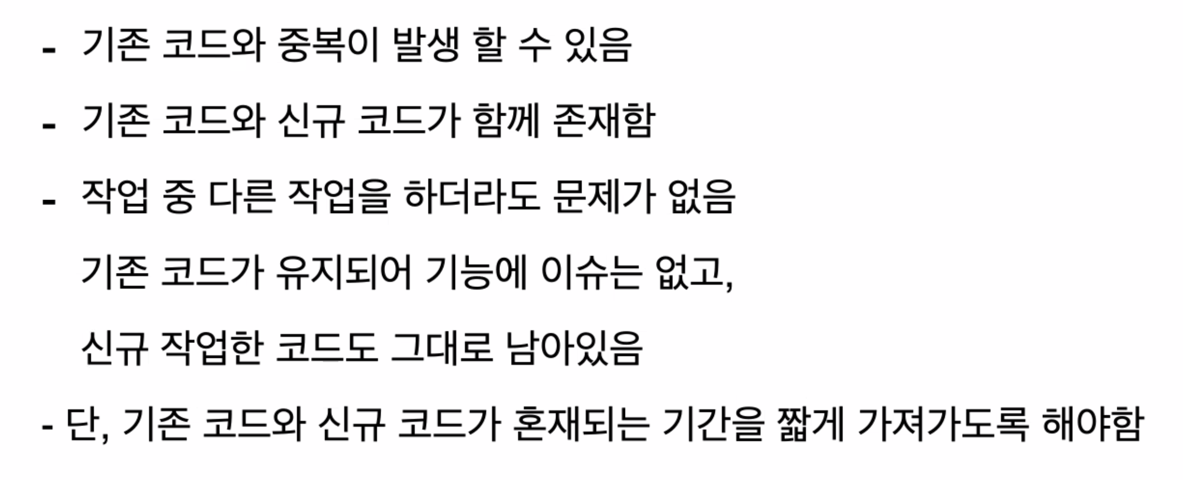 - 기존 코드와 중복이 발생 할 수 있음
- 기존 코드와 신규 코드가 함께 존재함
- 작업 중 다른 작업을 하더라도 문제가 없음
기존 코드가 유지되어 기능에 이슈는 없고,
신규 작업한 코드도 그대로 남아있음
- 단, 기존 코드와 신규 코드가 혼재되는 기간을 짧게 가져가도록 해야함